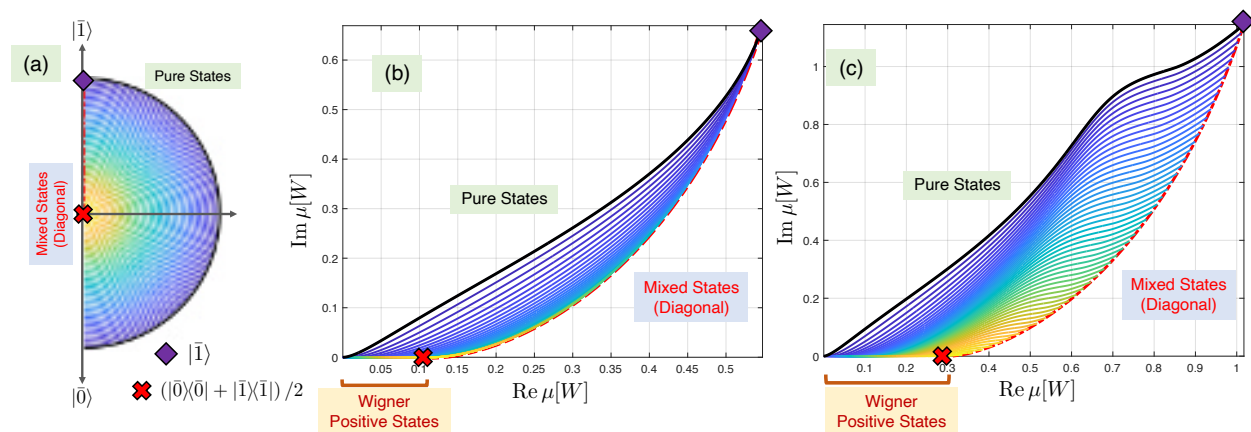 |1̄⟩
(a)
Pure States
Mixed States
(Diagonal)
|0̄⟩
|1̄⟩
(|0̄⟩⟨0̄| + |1̄⟩⟨1̄|) /2
(b)
Im μ[W]
0.6
0.5
0.4
0.3
0.2
0.1
0
Pure States
Mixed States
(Diagonal)
0.05 0.1 0.15 0.2 0.25 0.3 0.35 0.4 0.45 0.5
Re μ[W]
Wigner
Positive States
(c)
Im μ[W]
1
0.8
0.6
0.4
0.2
0
Pure States
Mixed States
(Diagonal)
0.1 0.2 0.3 0.4 0.5 0.6 0.7 0.8 0.9 1
Re μ[W]
Wigner
Positive States